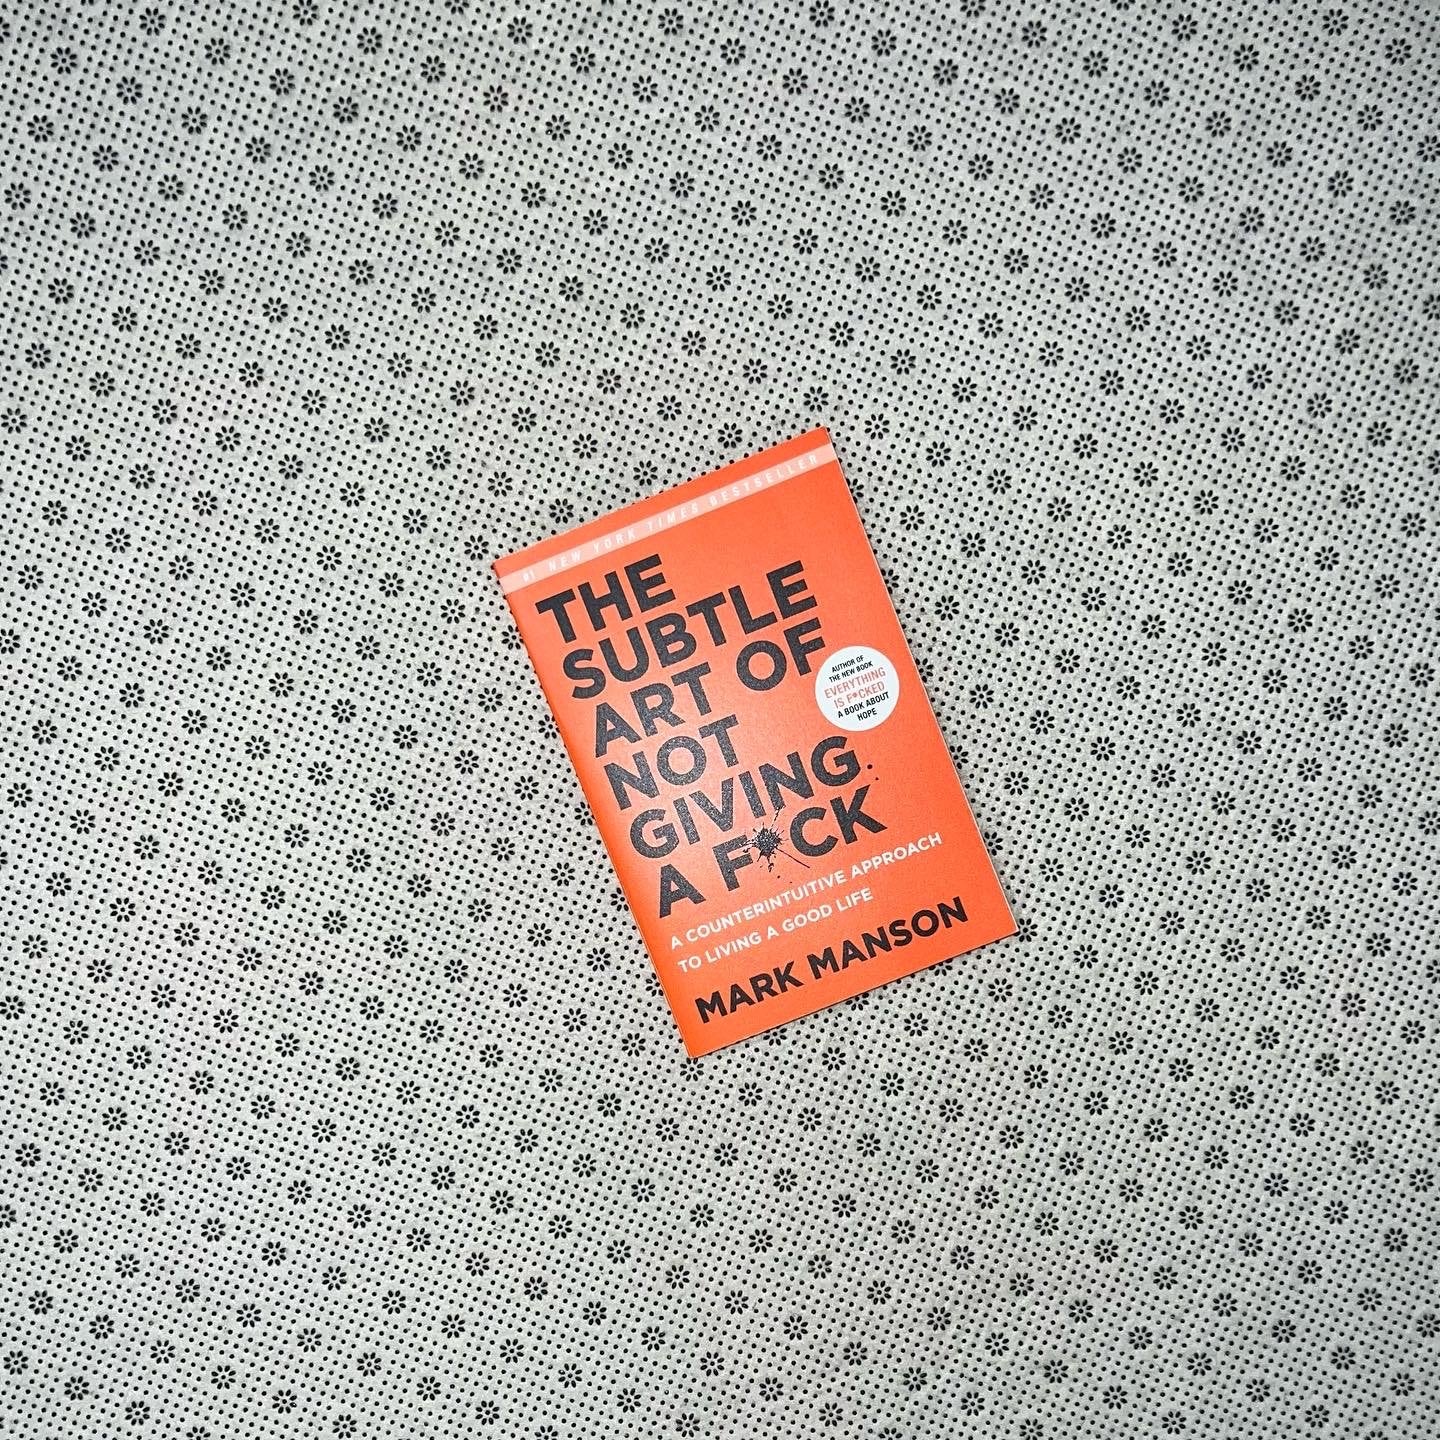 #1 NEW YORK TIMES BESTSELLER
THE
SUBTLE
ART OF
NOT
GIVING
A F*CK
AUTHOR OF
THE NEW BOOK
EVERYTHING
IS F*CKED
A BOOK ABOUT
HOPE
A COUNTERINTUITIVE APPROACH
TO LIVING A GOOD LIFE
MARK MANSON